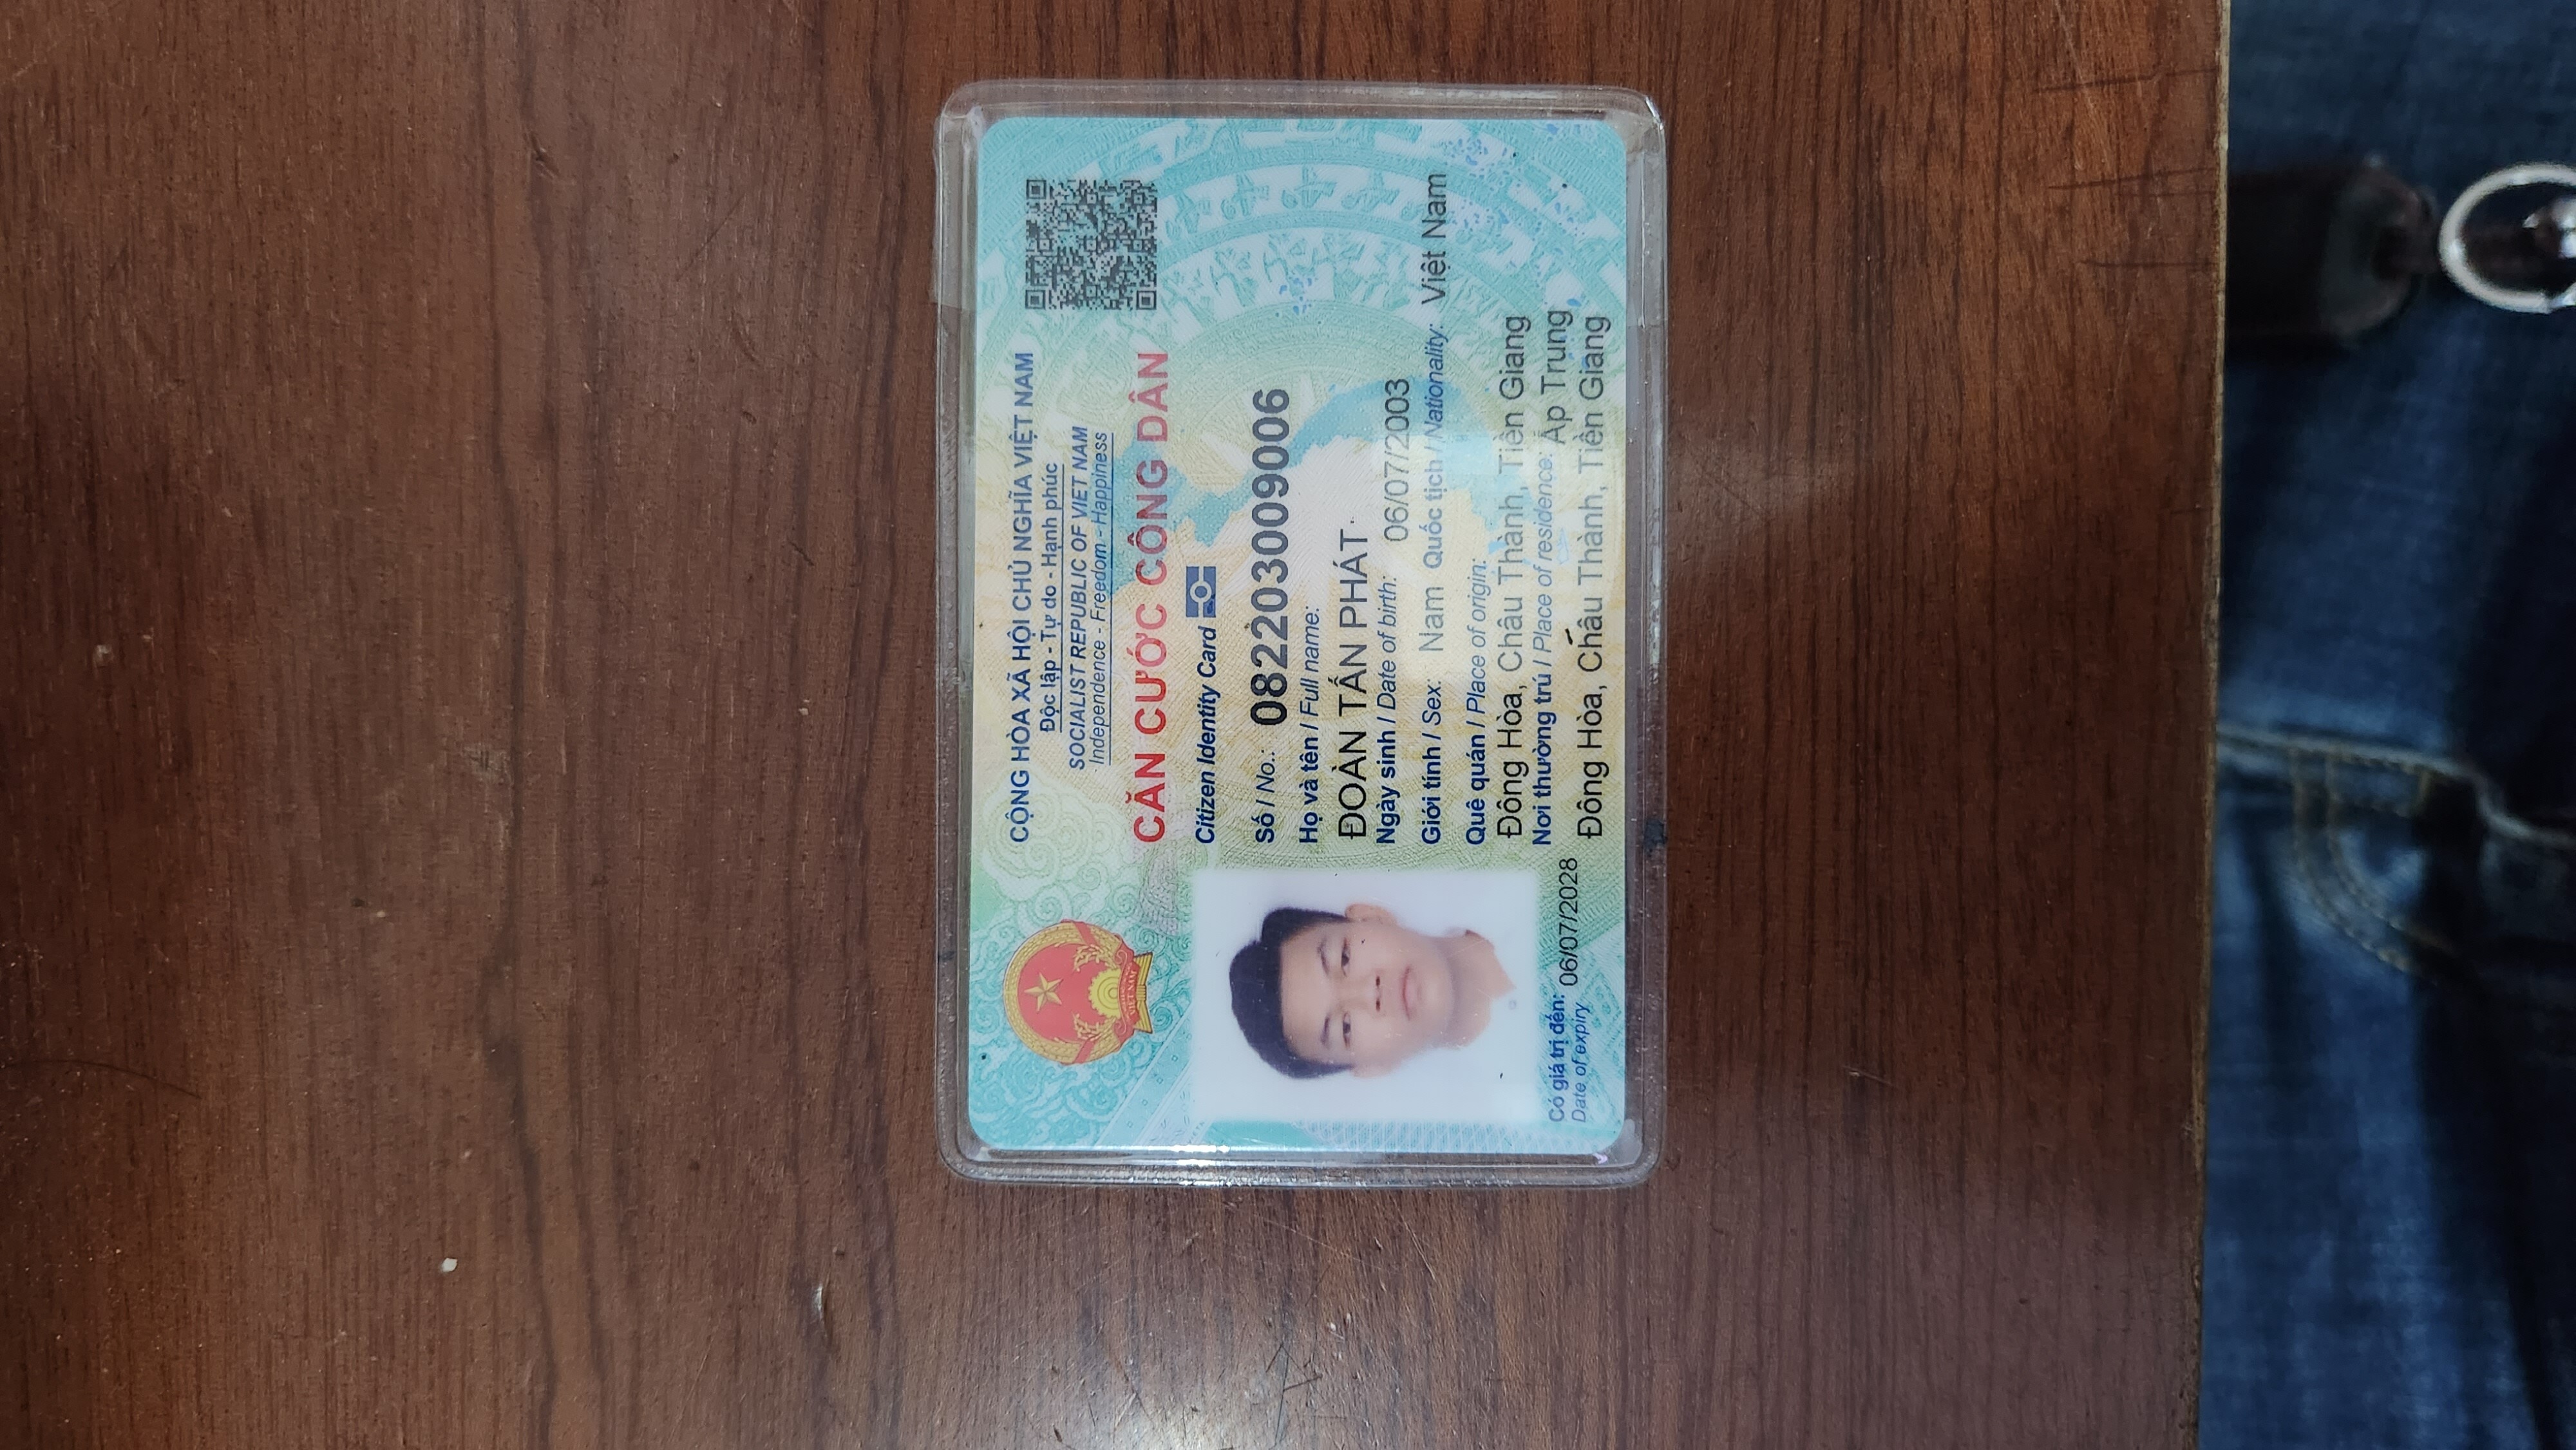 CỘNG HÒA XÃ HỘI CHỦ NGHĨA VIỆT NAM
Độc lập - Tự do - Hạnh phúc
SOCIALIST REPUBLIC OF VIET NAM
Independence - Freedom - Happiness
CĂN CƯỚC CÔNG DÂN
Citizen Identity Card
Số / No.: 082203009006
Họ và tên / Full name:
ĐOÀN TẤN PHÁT
Ngày sinh / Date of birth: 06/07/2003
Giới tính / Sex: Nam Quốc tịch / Nationality: Việt Nam
Quê quán / Place of origin:
Đông Hòa, Châu Thành, Tiền Giang
Nơi thường trú / Place of residence: Ấp Trung
Đông Hòa, Châu Thành, Tiền Giang
Có giá trị đến: 06/07/2028
Date of expiry